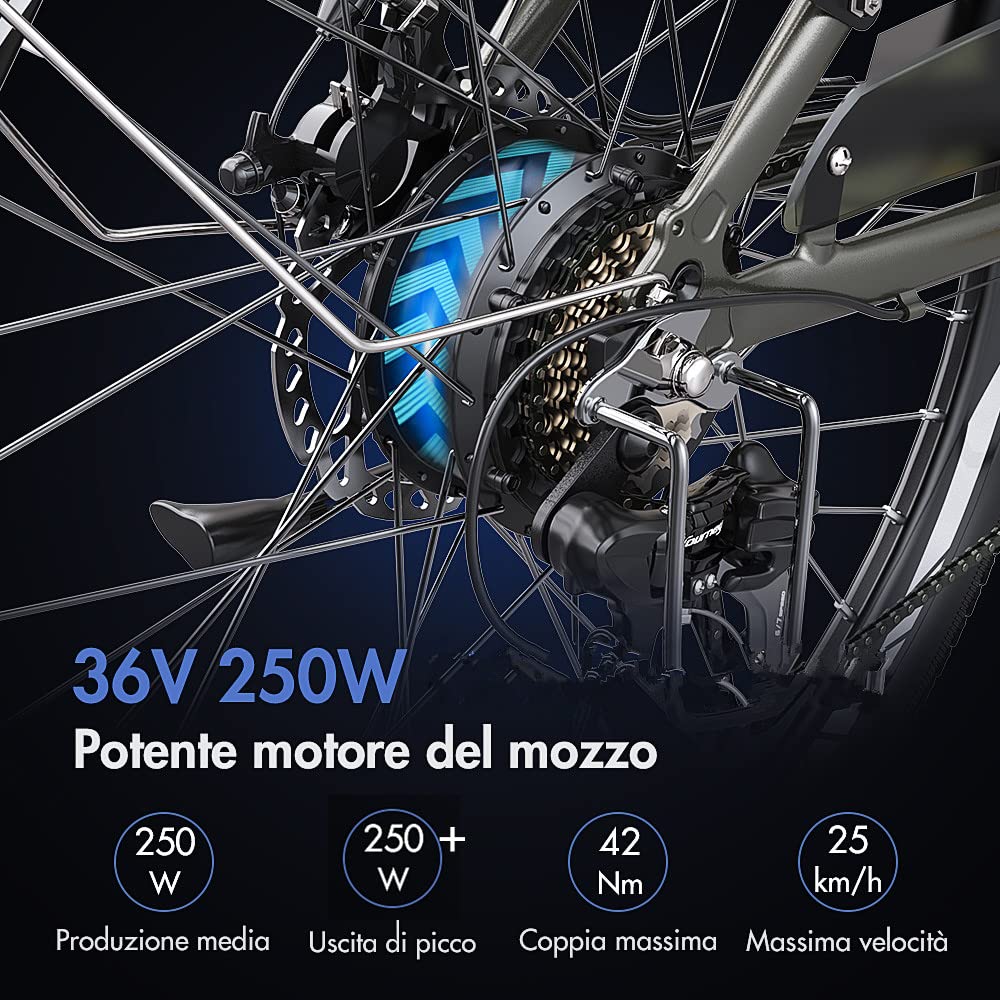 Tourney
36V 250W
Potente motore del mozzo
250
W
250 +
W
42
Nm
25
km/h
Produzione media
Uscita di picco
Coppia massima
Massima velocità